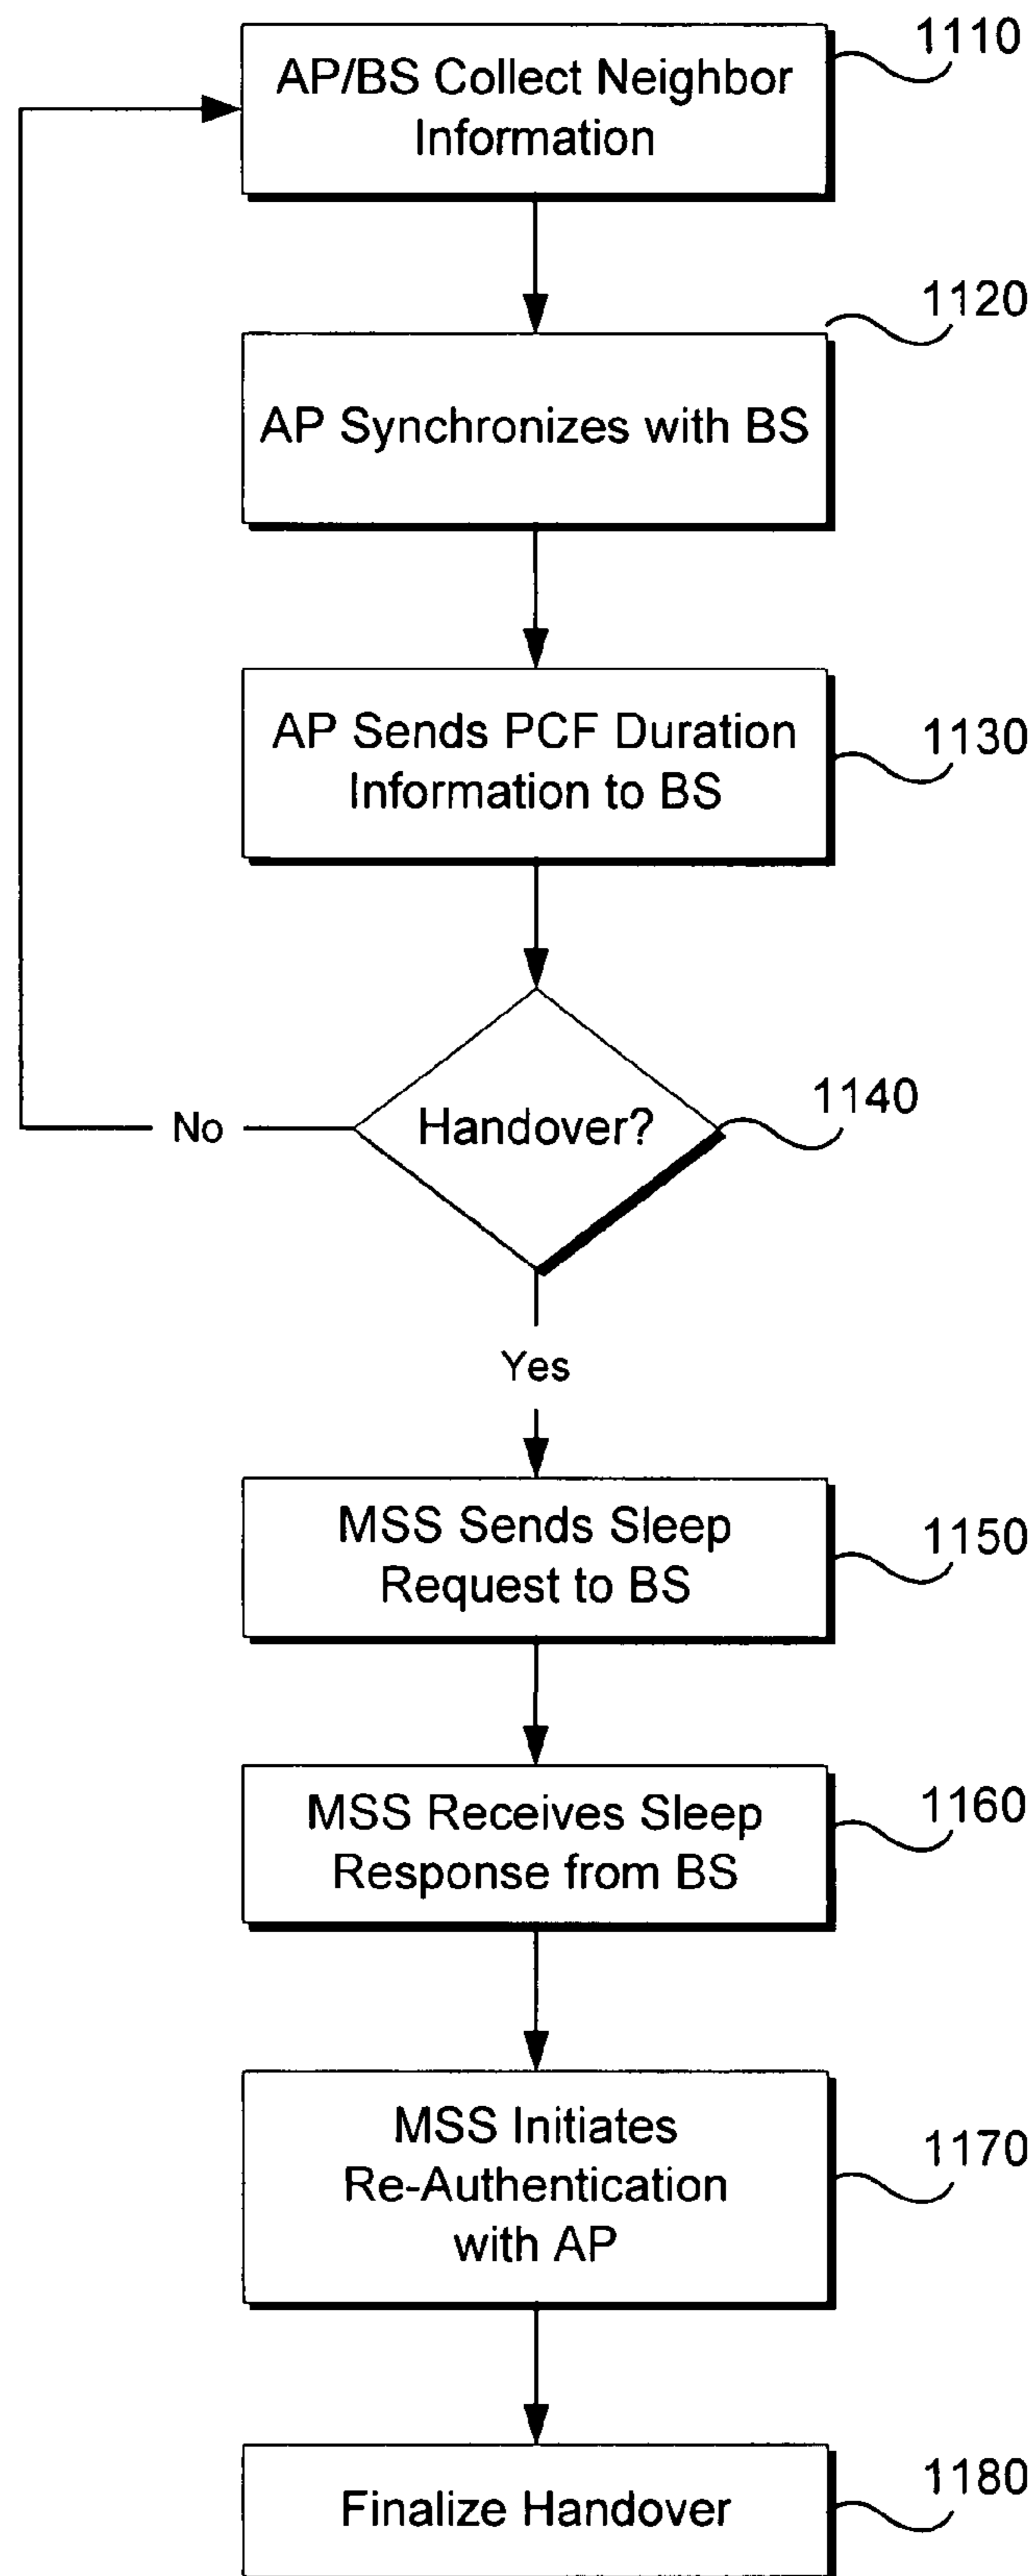 1110
AP/BS Collect Neighbor
Information
1120
AP Synchronizes with BS
1130
AP Sends PCF Duration
Information to BS
1140
Handover?
No
Yes
1150
MSS Sends Sleep
Request to BS
1160
MSS Receives Sleep
Response from BS
1170
MSS Initiates
Re-Authentication
with AP
1180
Finalize Handover